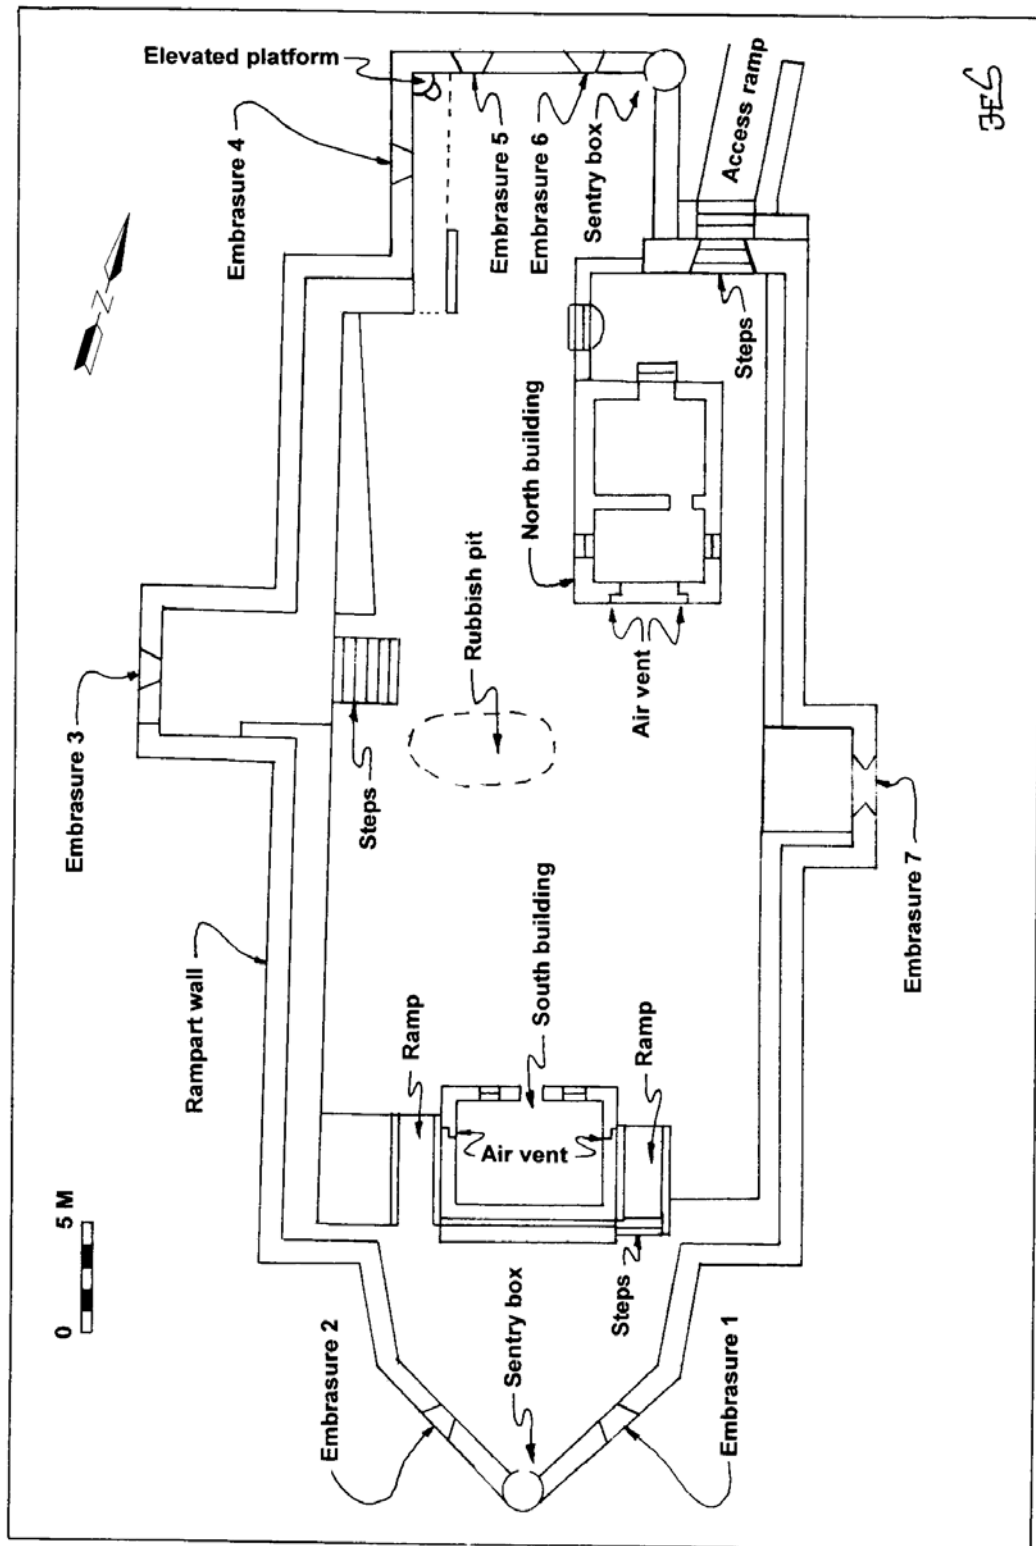 Elevated platform
Embrasure 4
Embrasure 5
Embrasure 6
Sentry box
Access ramp
JES
N
Steps
North building
Rubbish pit
Air vent
Embrasure 3
Steps
Embrasure 7
Rampart wall
South building
Ramp
Ramp
Air vent
0 5 M
Sentry box
Steps
Embrasure 2
Embrasure 1